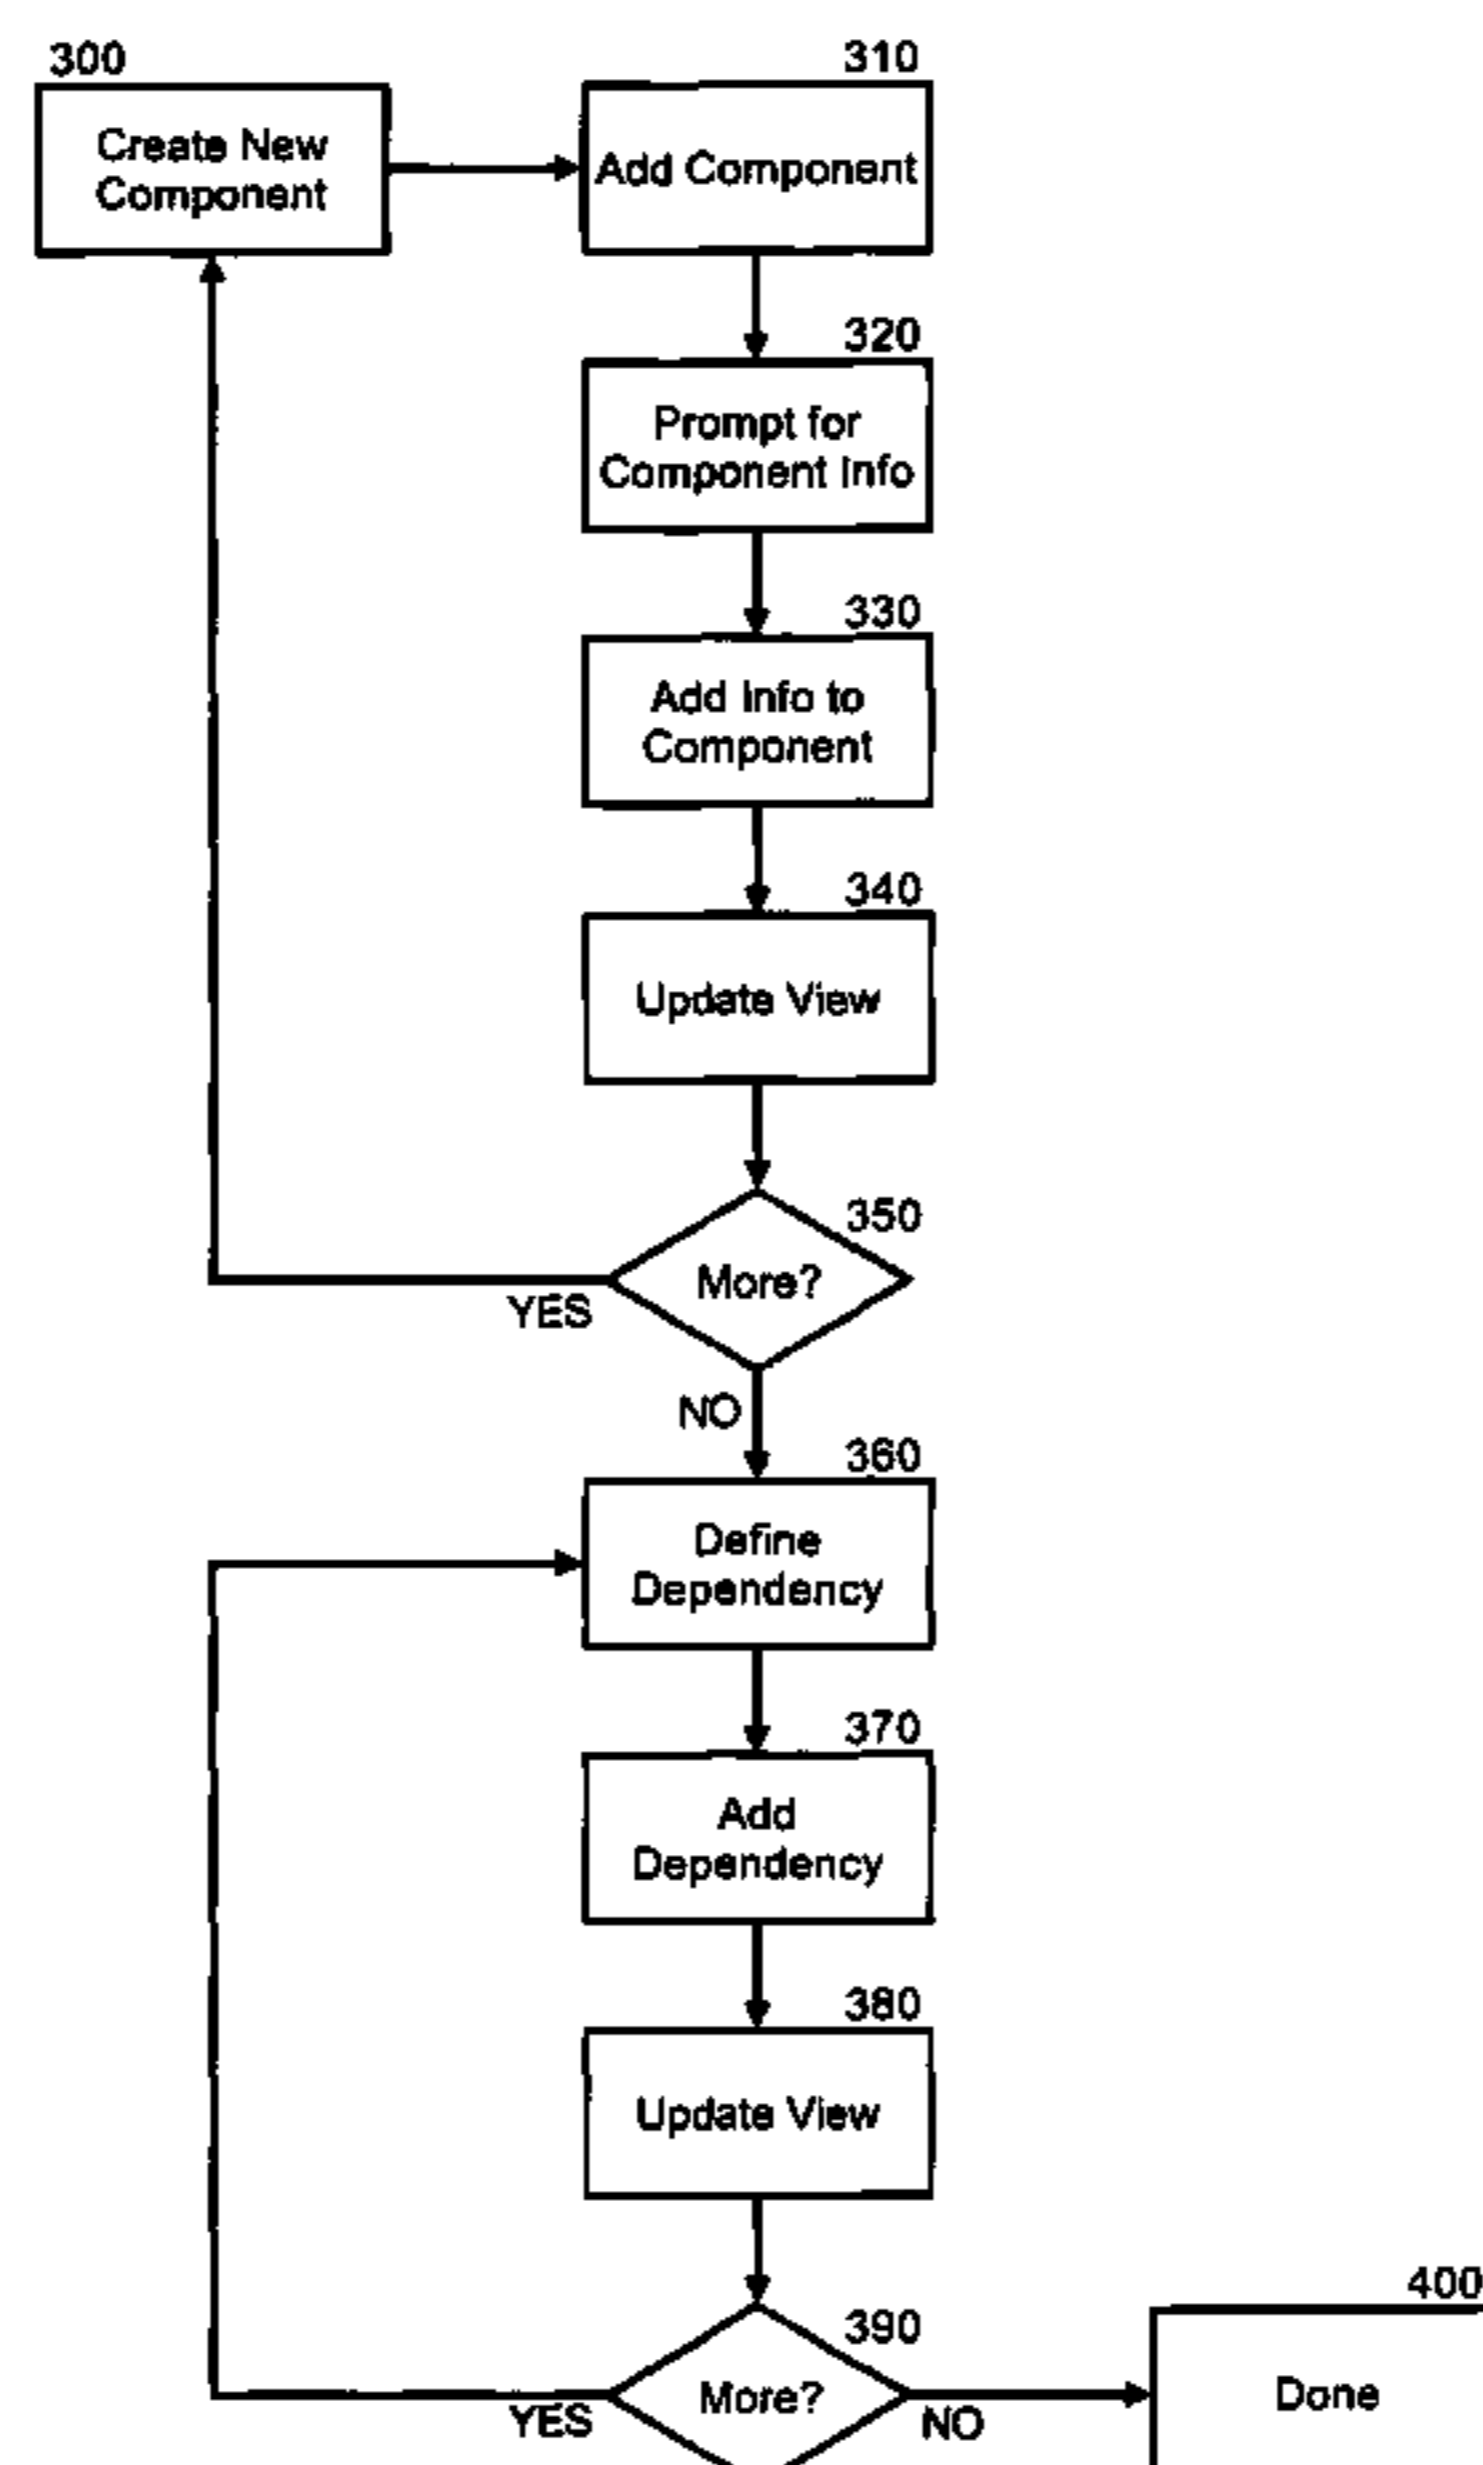 300
Create New
Component
310
Add Component
320
Prompt for
Component Info
330
Add Info to
Component
340
Update View
350
More?
YES
NO
360
Define
Dependency
370
Add
Dependency
380
Update View
390
More?
YES
NO
400
Done